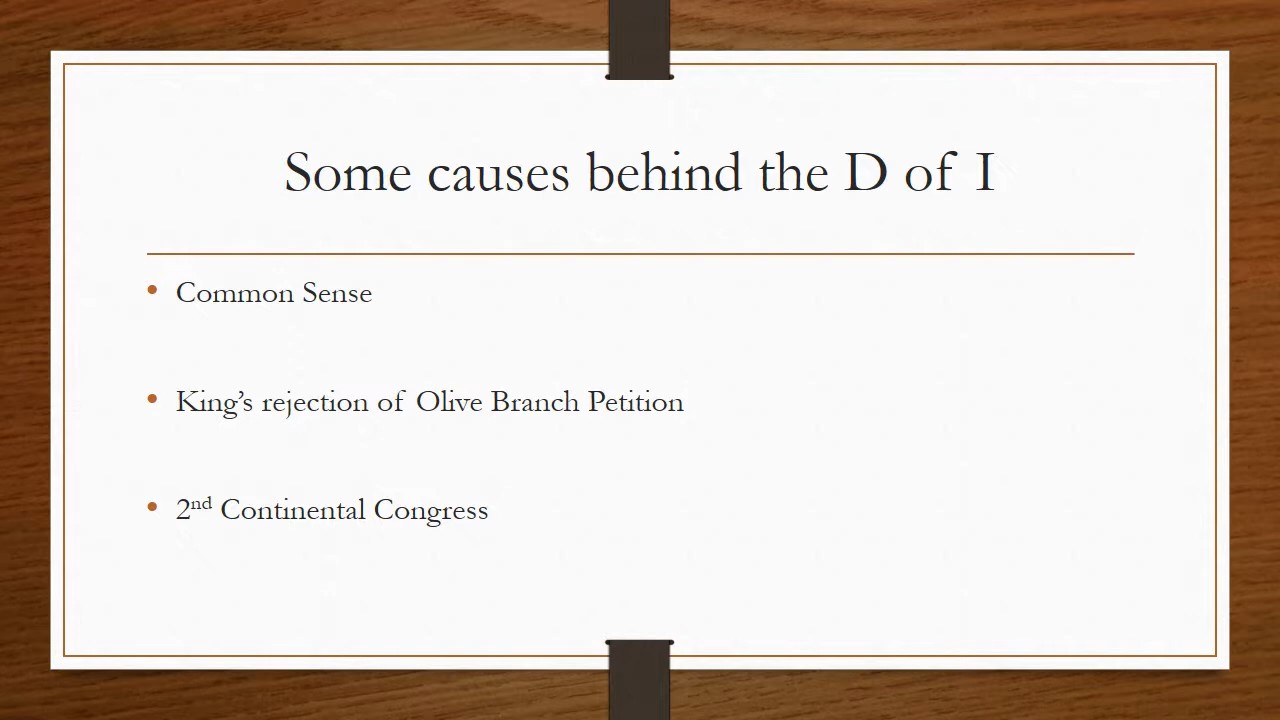 Some causes behind the D of I
• Common Sense
• King’s rejection of Olive Branch Petition
• 2nd Continental Congress